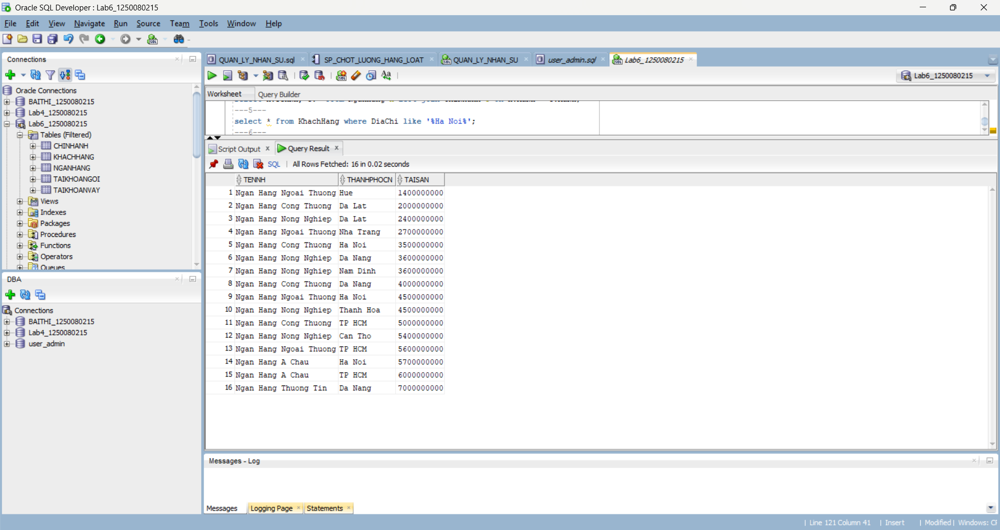 Oracle SQL Developer : Lab6_1250080215
File Edit View Navigate Run Source Team Tools Window Help
Connections
Oracle Connections
BAITHI_1250080215
Lab4_1250080215
Lab6_1250080215
Tables (Filtered)
CHINHANH
KHACHHANG
NGANHANG
TAIKHOANGOI
TAIKHOANVAY
Views
Indexes
Packages
Procedures
Functions
Operators
Queues
DBA
Connections
BAITHI_1250080215
Lab4_1250080215
user_admin
QUAN_LY_NHAN_SU.sql SP_CHOT_LUONG_HANG_LOAT QUAN_LY_NHAN_SU user_admin.sql Lab6_1250080215
Lab6_1250080215
Worksheet Query Builder
---5---
select * from KhachHang where DiaChi like '%Ha Noi%';
---6---
Script Output Query Result
SQL | All Rows Fetched: 16 in 0.02 seconds
TENNH THANHPHOCN TAISAN
1 Ngan Hang Ngoai Thuong Hue 1400000000
2 Ngan Hang Cong Thuong Da Lat 2000000000
3 Ngan Hang Nong Nghiep Da Lat 2400000000
4 Ngan Hang Ngoai Thuong Nha Trang 2700000000
5 Ngan Hang Cong Thuong Ha Noi 3500000000
6 Ngan Hang Nong Nghiep Da Nang 3600000000
7 Ngan Hang Nong Nghiep Nam Dinh 3600000000
8 Ngan Hang Cong Thuong Da Nang 4000000000
9 Ngan Hang Ngoai Thuong Ha Noi 4500000000
10 Ngan Hang Nong Nghiep Thanh Hoa 4500000000
11 Ngan Hang Cong Thuong TP HCM 5000000000
12 Ngan Hang Nong Nghiep Can Tho 5400000000
13 Ngan Hang Ngoai Thuong TP HCM 5600000000
14 Ngan Hang A Chau Ha Noi 5700000000
15 Ngan Hang A Chau TP HCM 6000000000
16 Ngan Hang Thuong Tin Da Nang 7000000000
Messages - Log
Messages Logging Page Statements
| Line 121 Column 41 | Insert | Modified | Windows: